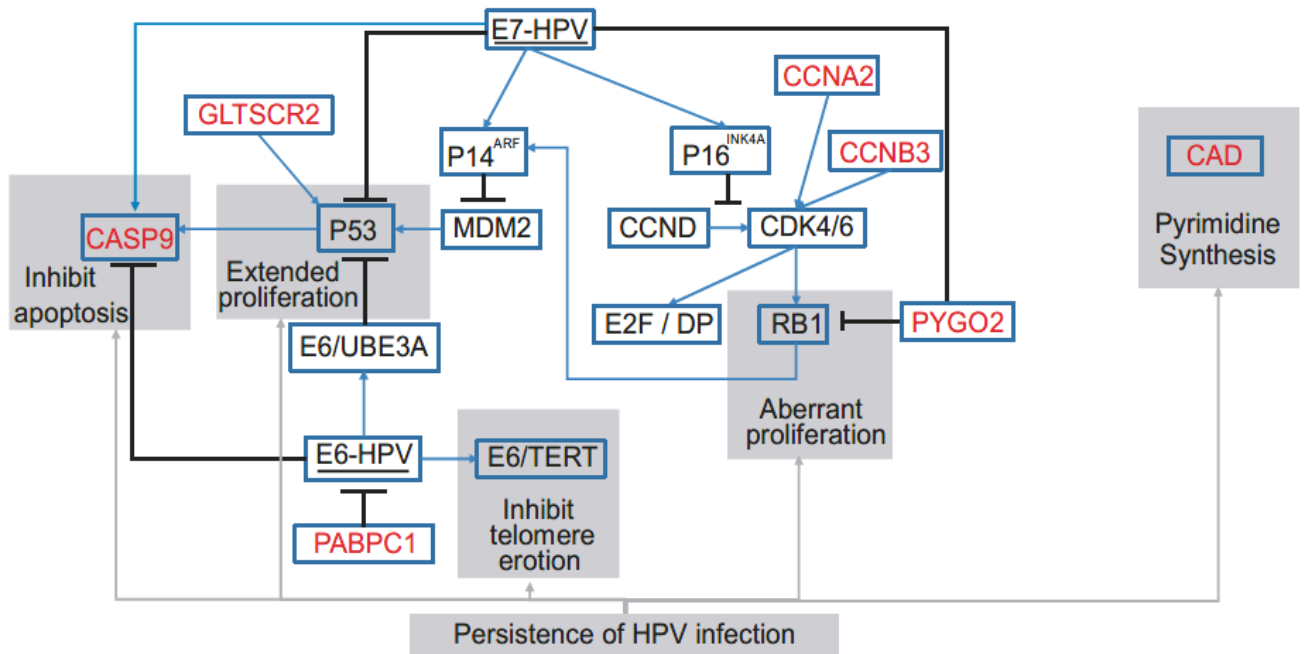 E7-HPV
CCNA2
GLTSCR2
P14ARF
P16INK4A
CCNB3
CAD
CASP9
P53
MDM2
CCND
CDK4/6
Pyrimidine
Synthesis
Inhibit
apoptosis
Extended
proliferation
E6/UBE3A
E2F / DP
RB1
PYGO2
Aberrant
proliferation
E6-HPV
E6/TERT
Inhibit
telomere
erotion
PABPC1
Persistence of HPV infection